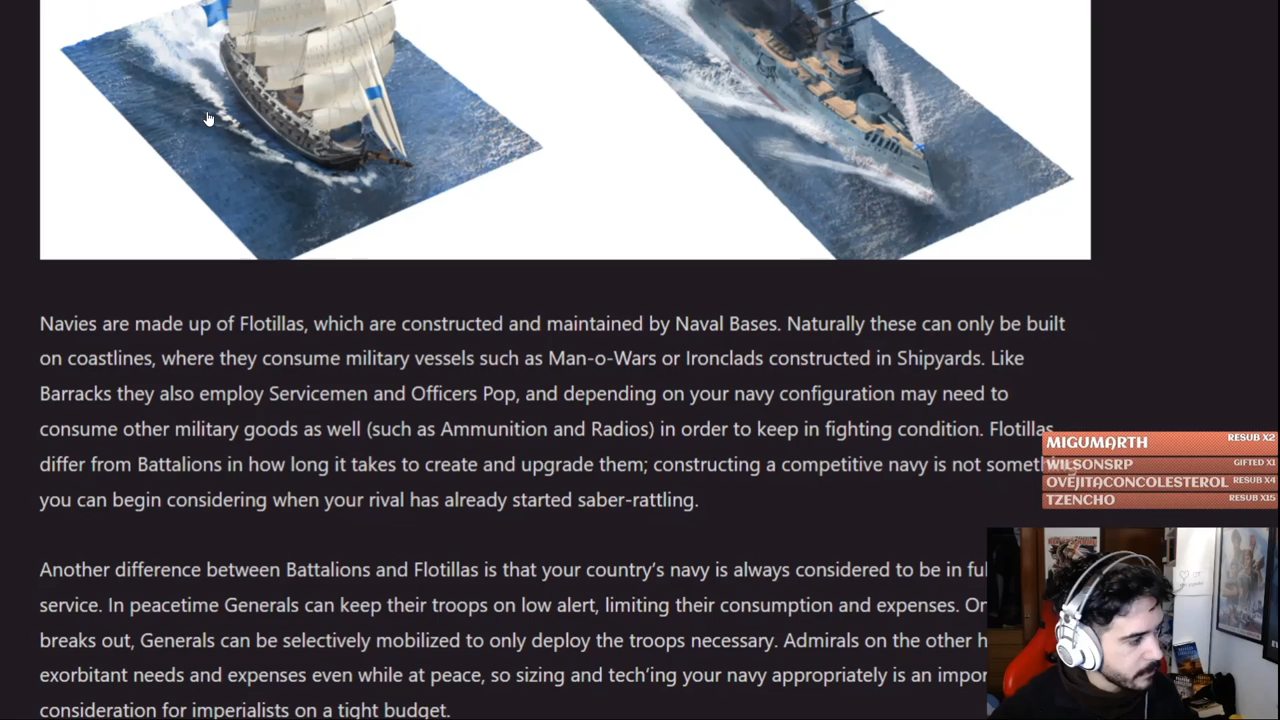 Navies are made up of Flotillas, which are constructed and maintained by Naval Bases. Naturally these can only be built
on coastlines, where they consume military vessels such as Man-o-Wars or Ironclads constructed in Shipyards. Like
Barracks they also employ Servicemen and Officers Pop, and depending on your navy configuration may need to
consume other military goods as well (such as Ammunition and Radios) in order to keep in fighting condition. Flotillas
differ from Battalions in how long it takes to create and upgrade them; constructing a competitive navy is not
you can begin considering when your rival has already started saber-rattling.
MIGUMARTH RESUB X2
WILSONSRP GIFTED X1
OVEJITACONCOLESTEROL RESUB X4
TZENCHO RESUB X15
Another difference between Battalions and Flotillas is that your country's navy is always considered to be in
service. In peacetime Generals can keep their troops on low alert, limiting their consumption and expenses.
breaks out, Generals can be selectively mobilized to only deploy the troops necessary. Admirals on the other
exorbitant needs and expenses even while at peace, so sizing and tech'ing your navy appropriately is an
consideration for imperialists on a tight budget.